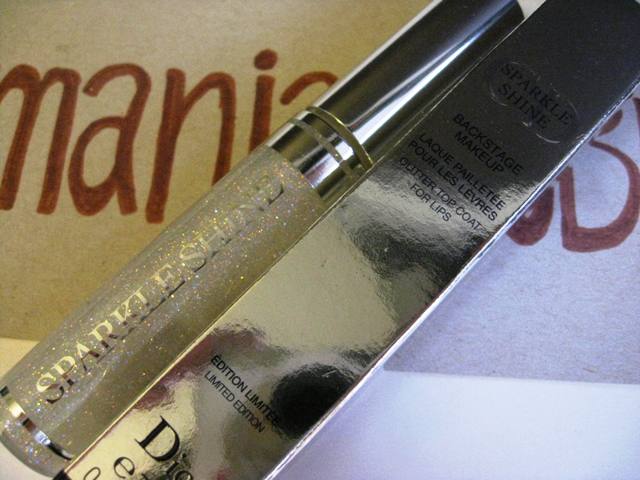 mania
SPARKLE SHINE
SPARKLE
SHINE
BACKSTAGE
MAKEUP
LAQUE PAILLETÉE
POUR LES LÈVRES
GLITTER TOP COAT
FOR LIPS
ÉDITION LIMITÉE
LIMITED EDITION
Dior